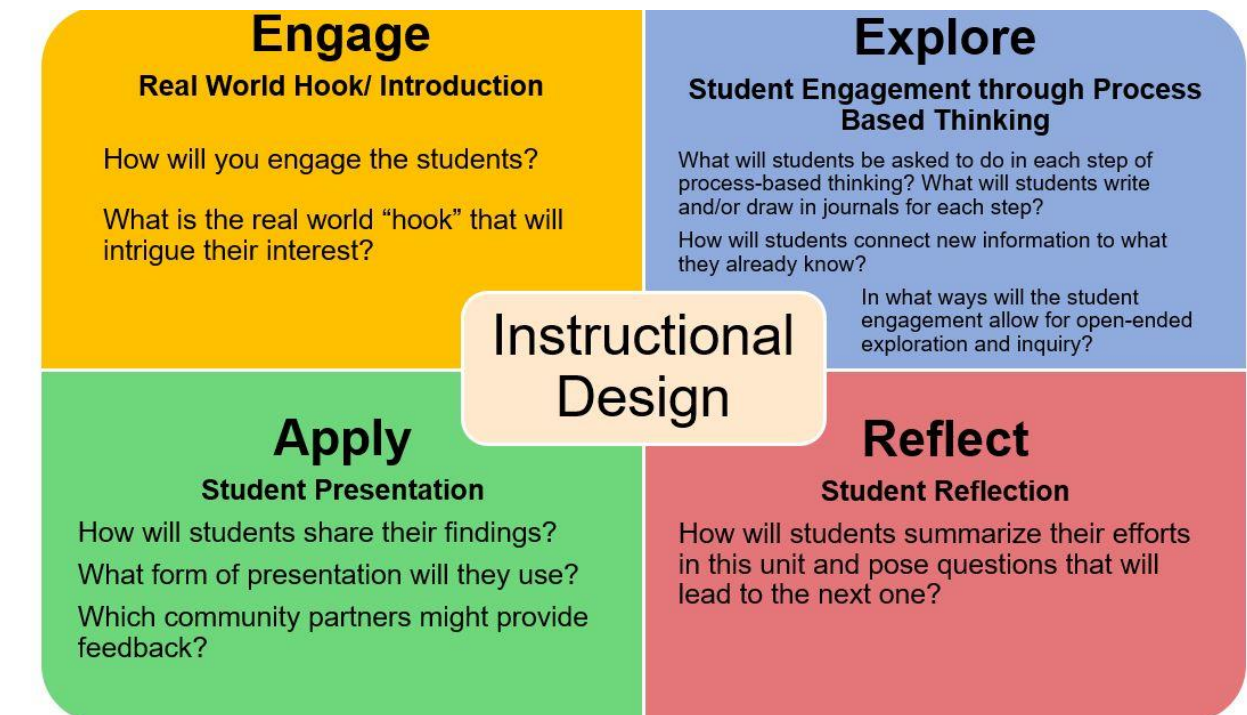 Engage
Real World Hook/ Introduction
How will you engage the students?
What is the real world “hook” that will
intrigue their interest?
Explore
Student Engagement through Process
Based Thinking
What will students be asked to do in each step of
process-based thinking? What will students write
and/or draw in journals for each step?
How will students connect new information to what
they already know?
In what ways will the student
engagement allow for open-ended
exploration and inquiry?
Instructional
Design
Apply
Student Presentation
How will students share their findings?
What form of presentation will they use?
Which community partners might provide
feedback?
Reflect
Student Reflection
How will students summarize their efforts
in this unit and pose questions that will
lead to the next one?